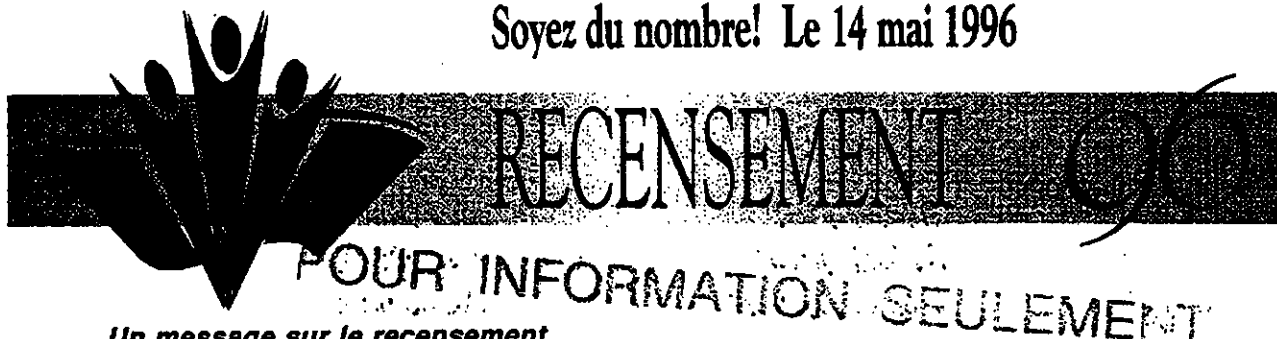 Soyez du nombre! Le 14 mai 1996
RECENSEMENT 96
POUR INFORMATION SEULEMENT
Un message sur le recensement